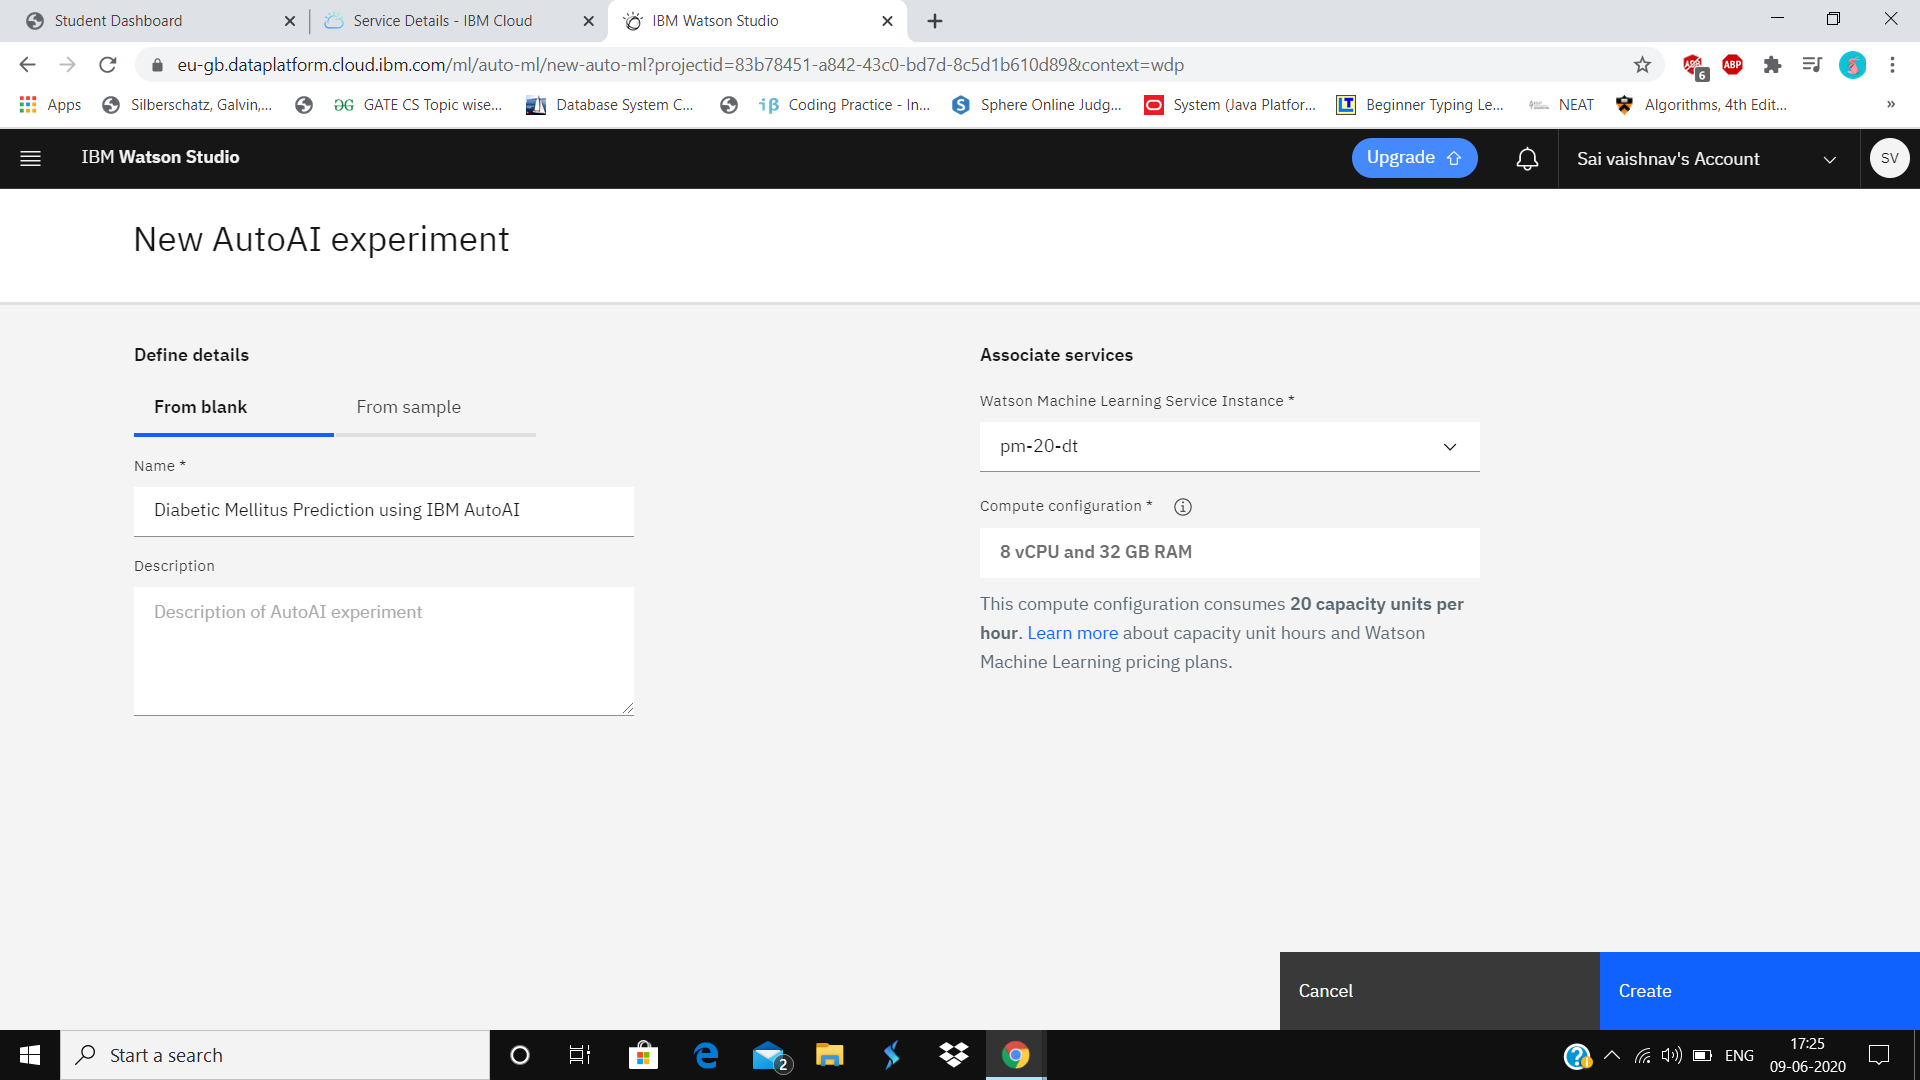 Student Dashboard
Service Details - IBM Cloud
IBM Watson Studio
eu-gb.dataplatform.cloud.ibm.com/ml/auto-ml/new-auto-ml?projectid=83b78451-a842-43c0-bd7d-8c5d1b610d89&context=wdp
6
ABP
Apps
Silberschatz, Galvin,...
GATE CS Topic wise...
Database System C...
iβ
Coding Practice - In...
S
Sphere Online Judg...
System (Java Platfor...
LT
Beginner Typing Le...
NEAT
Algorithms, 4th Edit...
»
IBM Watson Studio
Upgrade
Sai vaishnav's Account
SV
New AutoAI experiment
Define details
From blank
From sample
Name *
Diabetic Mellitus Prediction using IBM AutoAI
Description
Description of AutoAI experiment
Associate services
Watson Machine Learning Service Instance *
pm-20-dt
Compute configuration *
8 vCPU and 32 GB RAM
This compute configuration consumes 20 capacity units per
hour. Learn more about capacity unit hours and Watson
Machine Learning pricing plans.
Cancel
Create
Start a search
2
ENG
17:25
09-06-2020